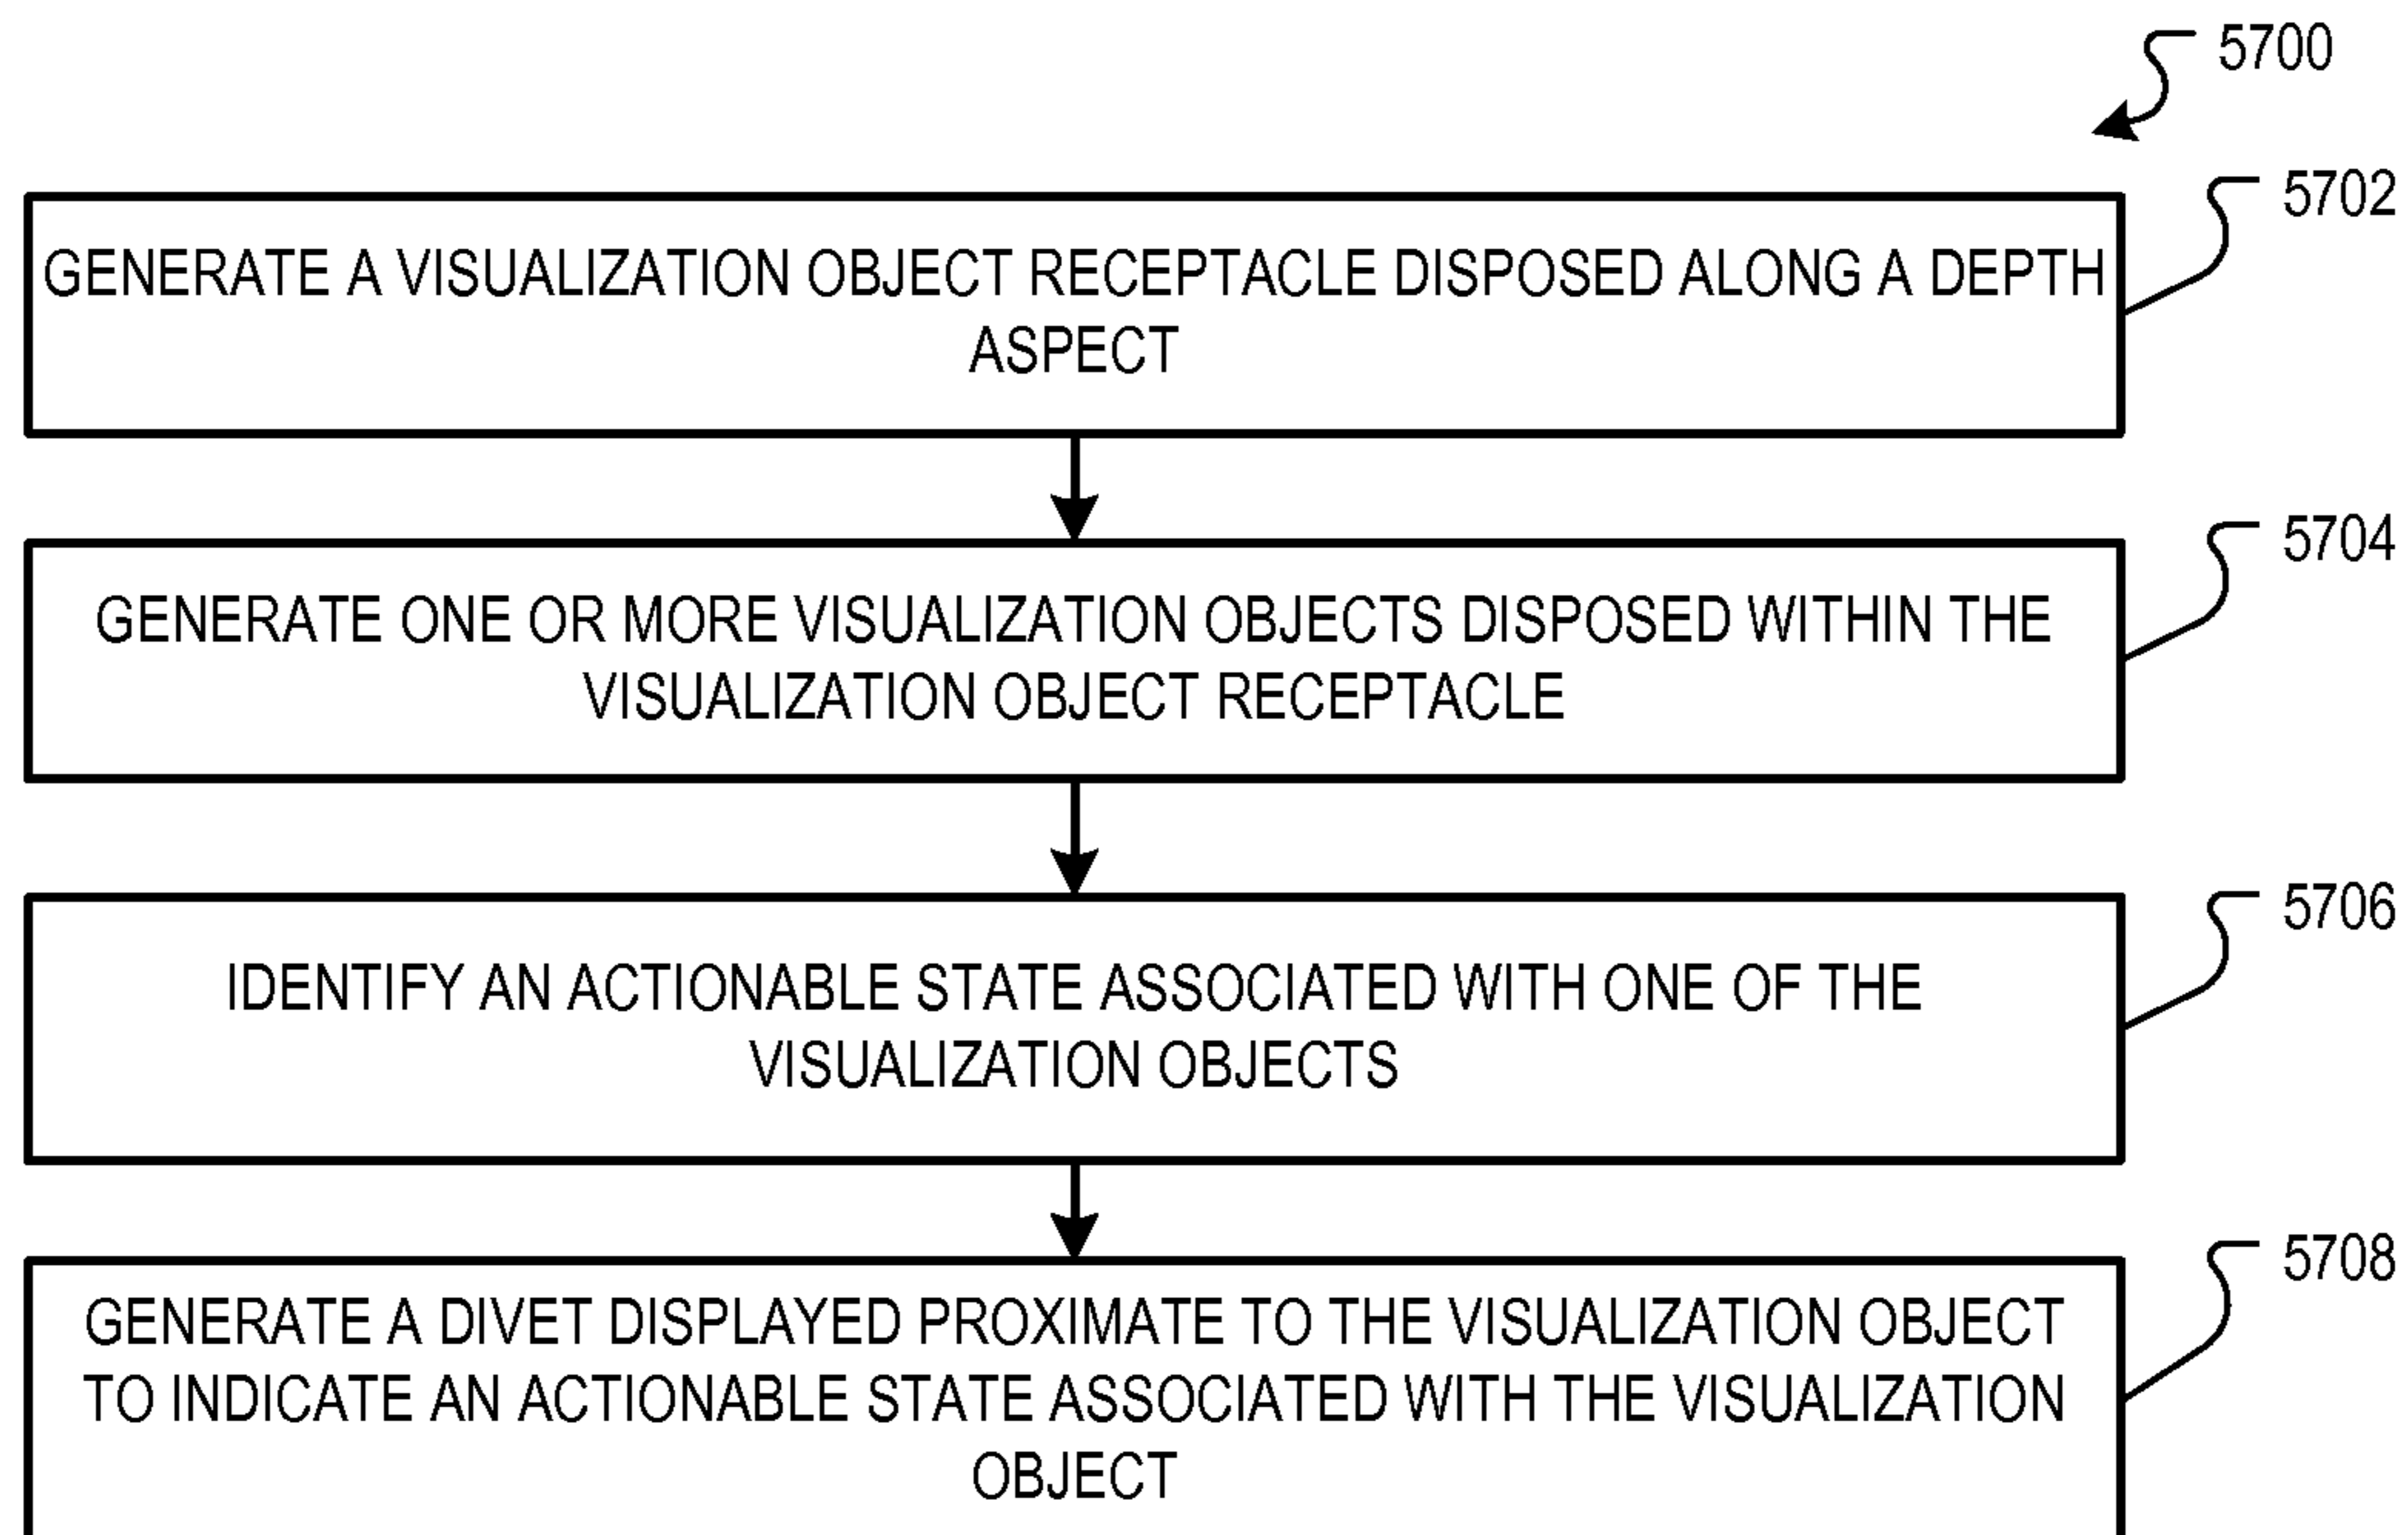 5700
5702
GENERATE A VISUALIZATION OBJECT RECEPTACLE DISPOSED ALONG A DEPTH
ASPECT
5704
GENERATE ONE OR MORE VISUALIZATION OBJECTS DISPOSED WITHIN THE
VISUALIZATION OBJECT RECEPTACLE
5706
IDENTIFY AN ACTIONABLE STATE ASSOCIATED WITH ONE OF THE
VISUALIZATION OBJECTS
5708
GENERATE A DIVET DISPLAYED PROXIMATE TO THE VISUALIZATION OBJECT
TO INDICATE AN ACTIONABLE STATE ASSOCIATED WITH THE VISUALIZATION
OBJECT